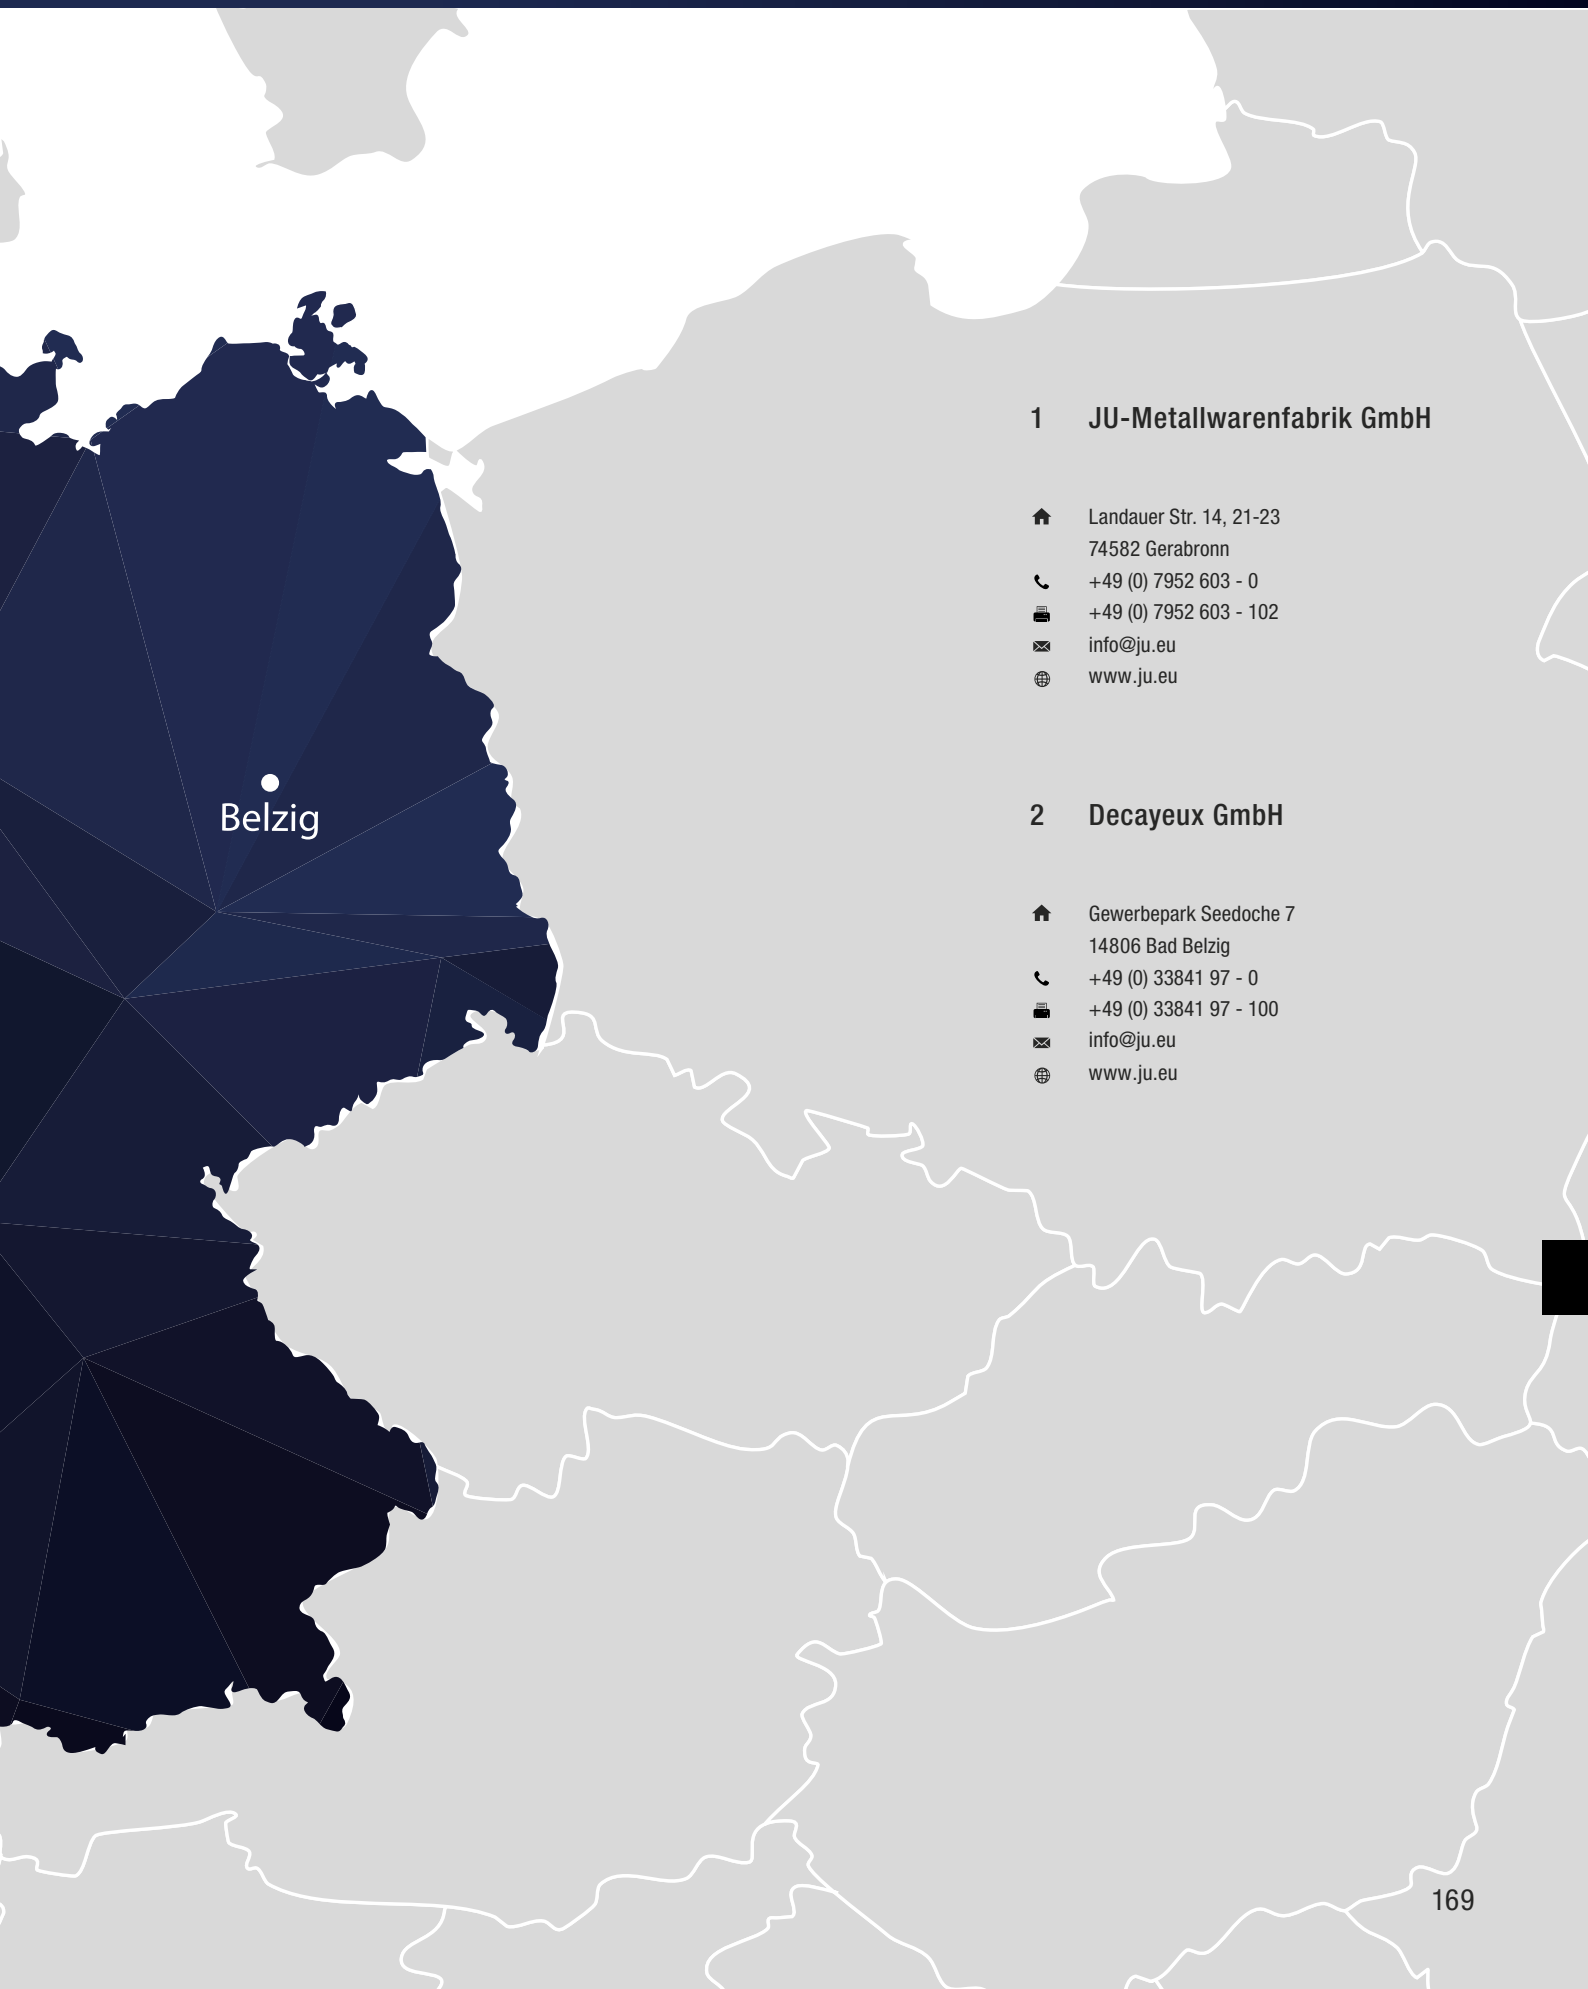 Belzig
1 JU-Metallwarenfabrik GmbH
Landauer Str. 14, 21-23
74582 Gerabronn
+49 (0) 7952 603 - 0
+49 (0) 7952 603 - 102
info@ju.eu
www.ju.eu
2 Decayeux GmbH
Gewerbepark Seedoche 7
14806 Bad Belzig
+49 (0) 33841 97 - 0
+49 (0) 33841 97 - 100
info@ju.eu
www.ju.eu
169